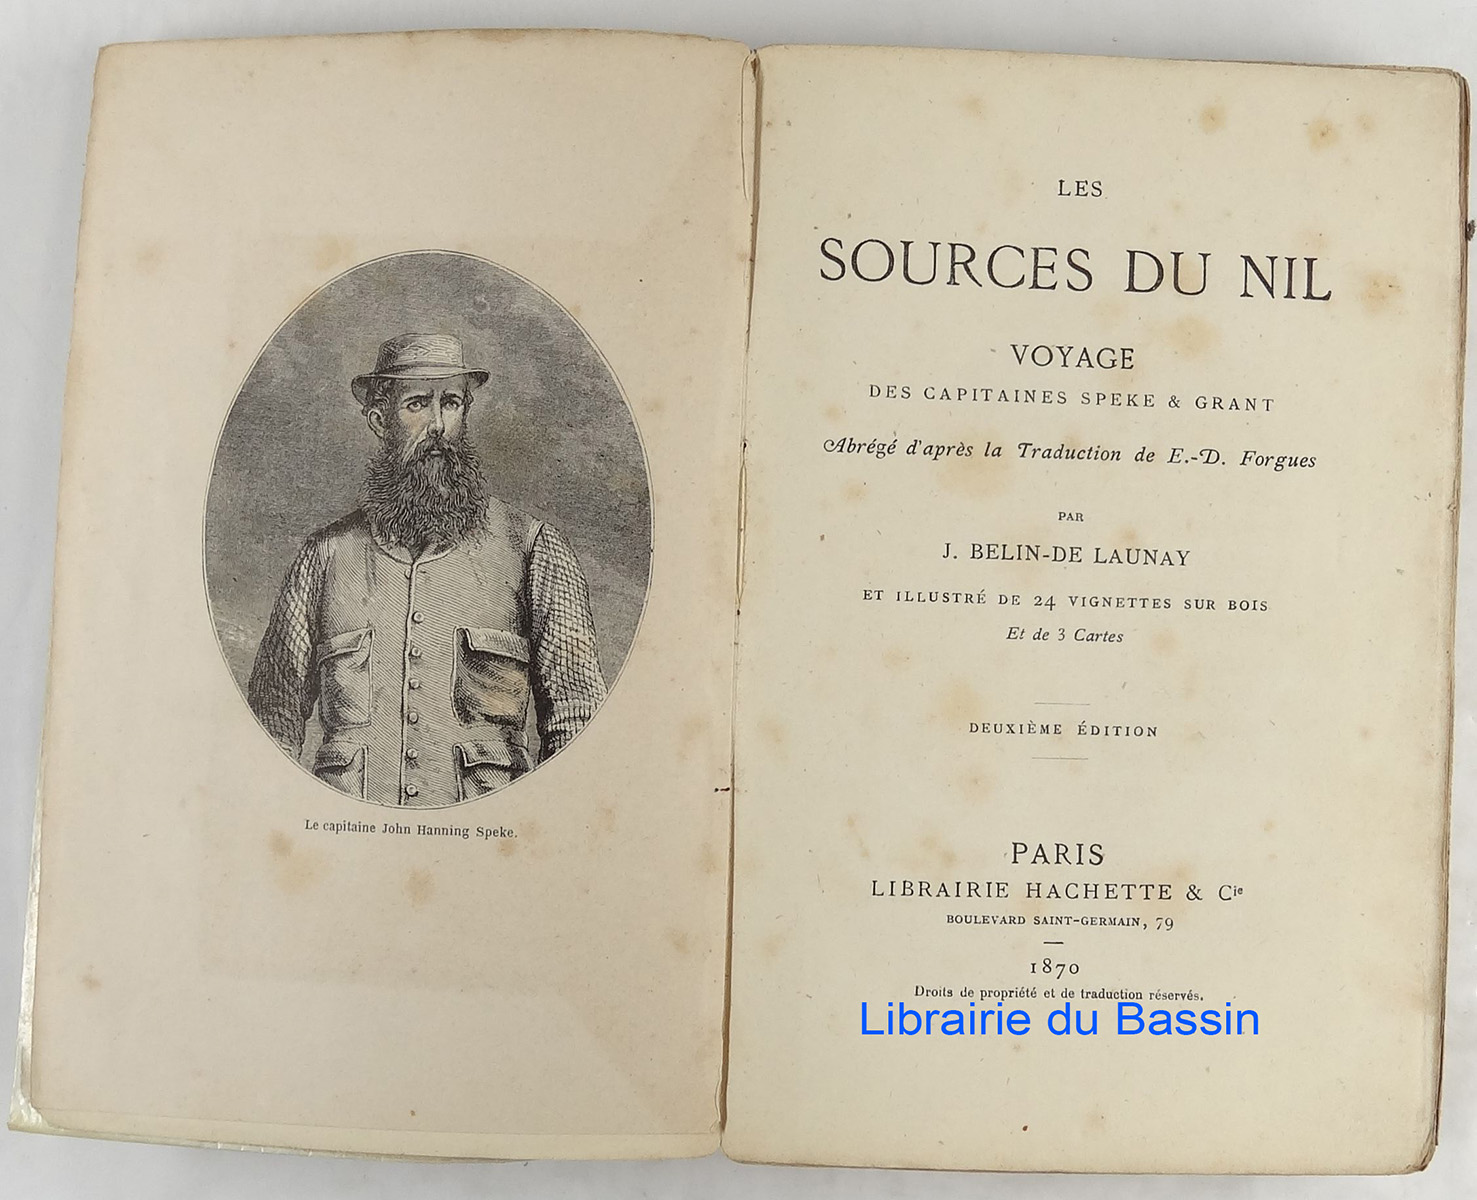 Le capitaine John Hanning Speke.
LES
SOURCES DU NIL
VOYAGE
DES CAPITAINES SPEKE & GRANT
Abrégé d'après la Traduction de E.-D. Forgues
PAR
J. BELIN-DE LAUNAY
ET ILLUSTRÉ DE 24 VIGNETTES SUR BOIS
Et de 3 Cartes
DEUXIÈME ÉDITION
PARIS
LIBRAIRIE HACHETTE & Cie
BOULEVARD SAINT-GERMAIN, 79
1870
Droits de propriété et de traduction réservés.
Librairie du Bassin